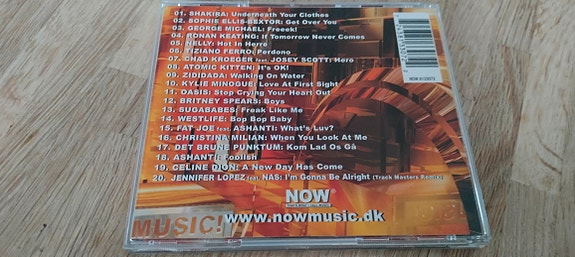 01. SHAKIRA: Underneath Your Clothes
02. SOPHIE ELLIS-BEXTOR: Get Over You
03. GEORGE MICHAEL: Freeek!
04. RONAN KEATING: If Tomorrow Never Comes
05. NELLY: Hot In Herre
06. TIZIANO FERRO: Perdono
07. CHAD KROEGER feat. JOSEY SCOTT: Hero
08. ATOMIC KITTEN: It's OK!
09. ZIDIDADA: Walking On Water
10. KYLIE MINOGUE: Love At First Sight
11. OASIS: Stop Crying Your Heart Out
12. BRITNEY SPEARS: Boys
13. SUGABABES: Freak Like Me
14. WESTLIFE: Bop Bop Baby
15. FAT JOE feat. ASHANTI: What's Luv?
16. CHRISTINA MILIAN: When You Look At Me
17. DET BRUNE PUNKTUM: Kom Lad Os Gå
18. ASHANTI: Foolish
19. CELINE DION: A New Day Has Come
20. JENNIFER LOPEZ feat. NAS: I'm Gonna Be Alright (Track Masters Remix)
NOW
MUSIC!
www.nowmusic.dk